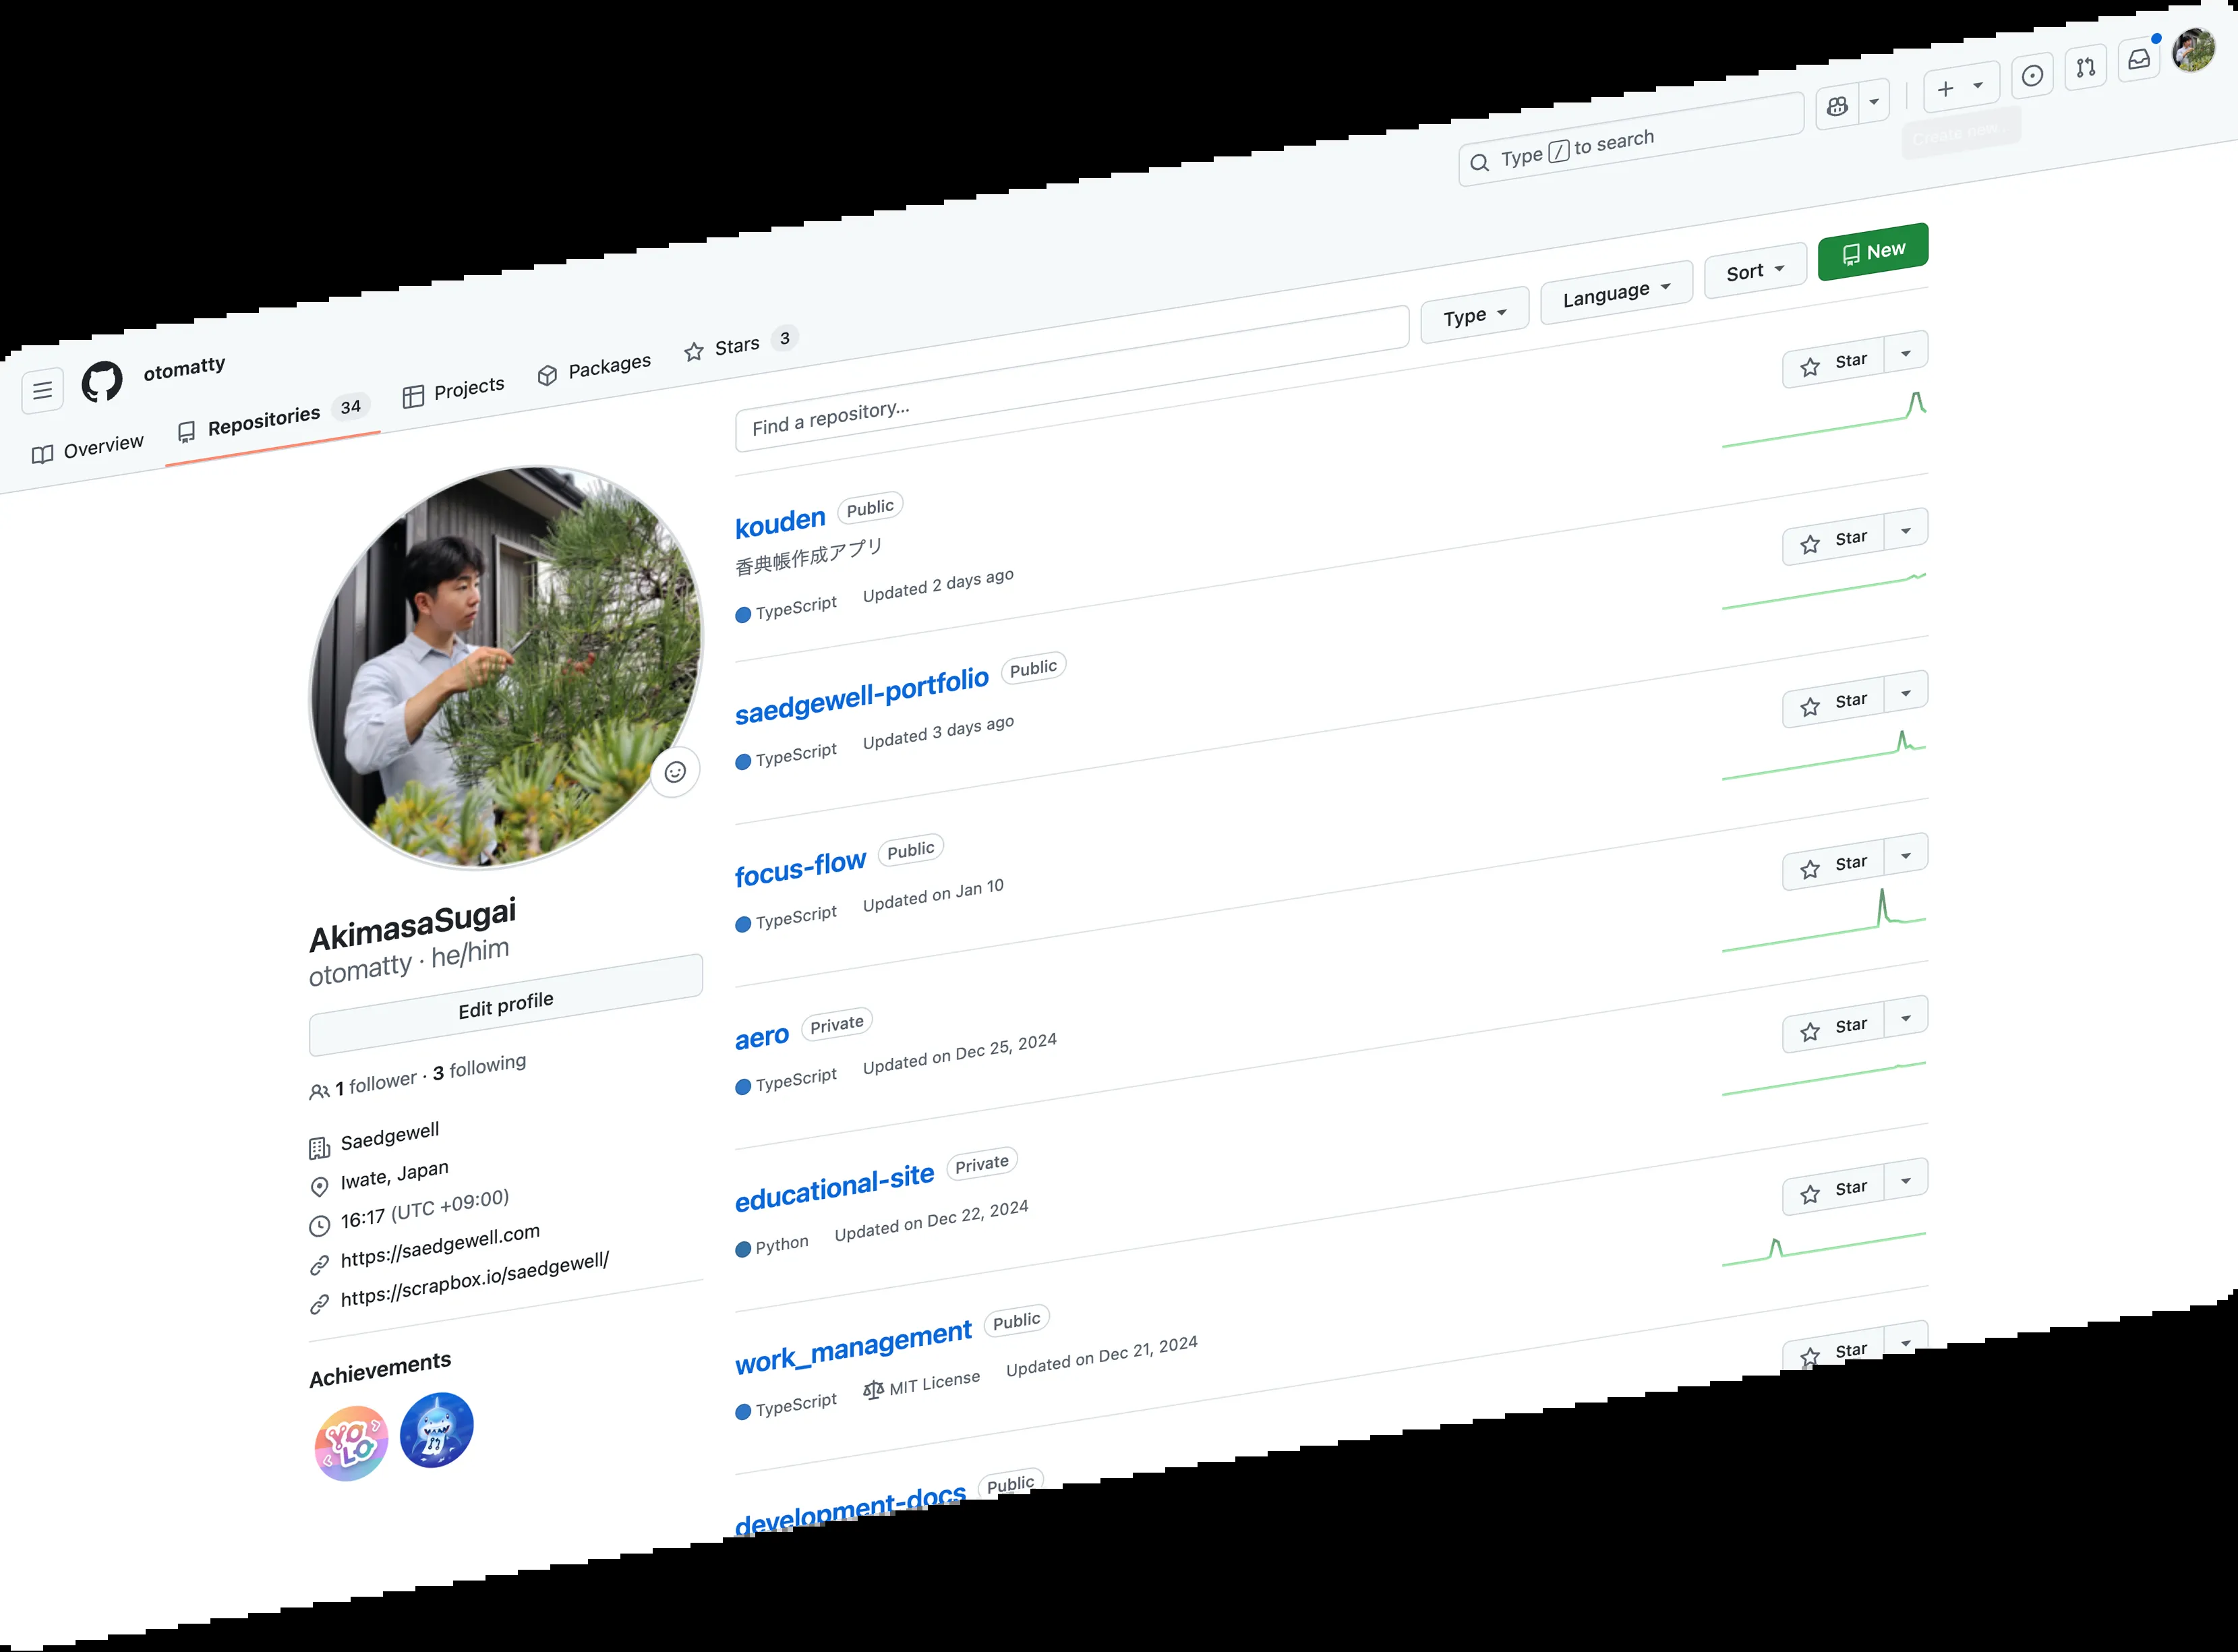 otomatty
Type / to search
Create new...
Overview
Repositories 34
Projects
Packages
Stars 3
Find a repository...
Type
Language
Sort
New
AkimasaSugai
otomatty · he/him
Edit profile
1 follower · 3 following
Saedgewell
Iwate, Japan
16:17 (UTC +09:00)
https://saedgewell.com
https://scrapbox.io/saedgewell/
Achievements
YOLO
kouden Public
香典帳作成アプリ
TypeScript Updated 2 days ago
Star
saedgewell-portfolio Public
TypeScript Updated 3 days ago
Star
focus-flow Public
TypeScript Updated on Jan 10
Star
aero Private
TypeScript Updated on Dec 25, 2024
Star
educational-site Private
Python Updated on Dec 22, 2024
Star
work_management Public
TypeScript MIT License Updated on Dec 21, 2024
Star
development-docs Public
Star